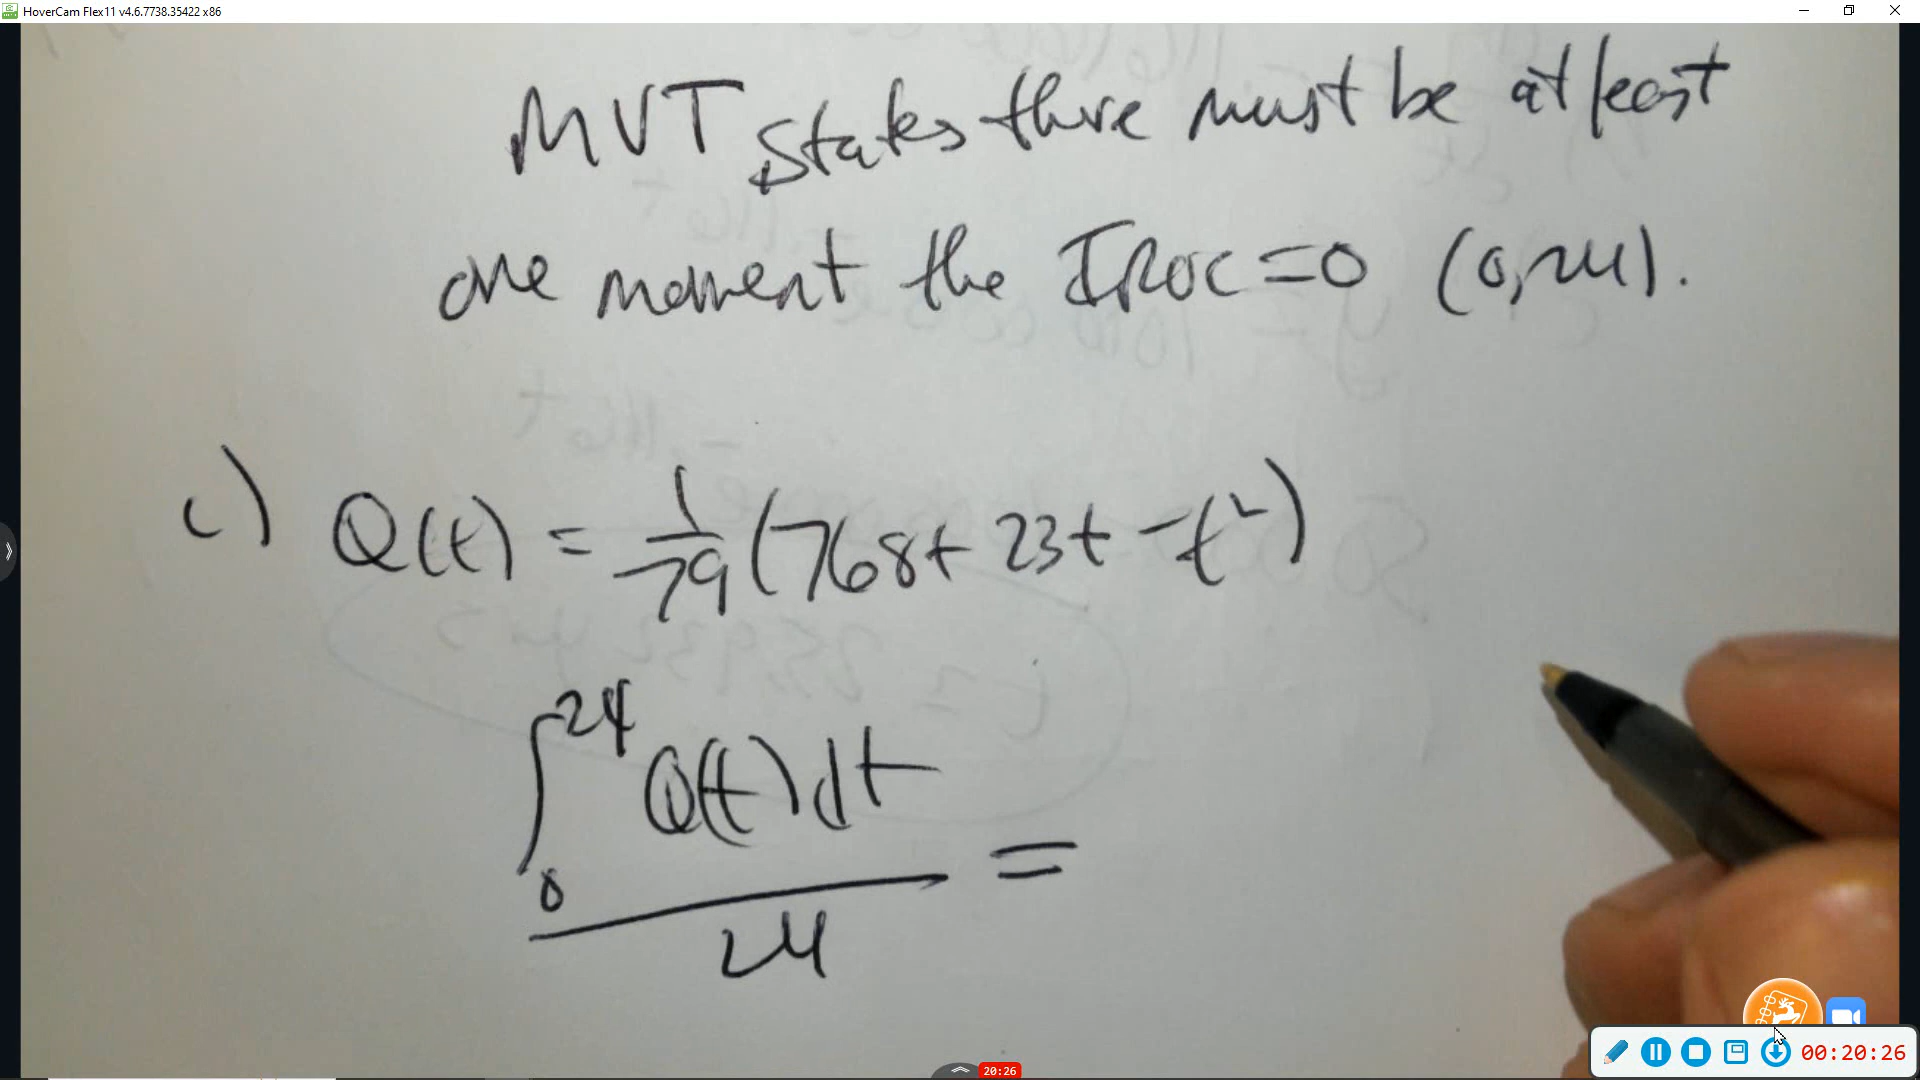 HoverCam Flex11 v4.6.7738.35422 x86
MVT states there must be at least
one moment the IROC = 0 (0, 24).
c) Q(t) = 1/79 (768 + 23t - t²)
∫₀²⁴ Q(t) dt / 24 =
20:26
00:20:26